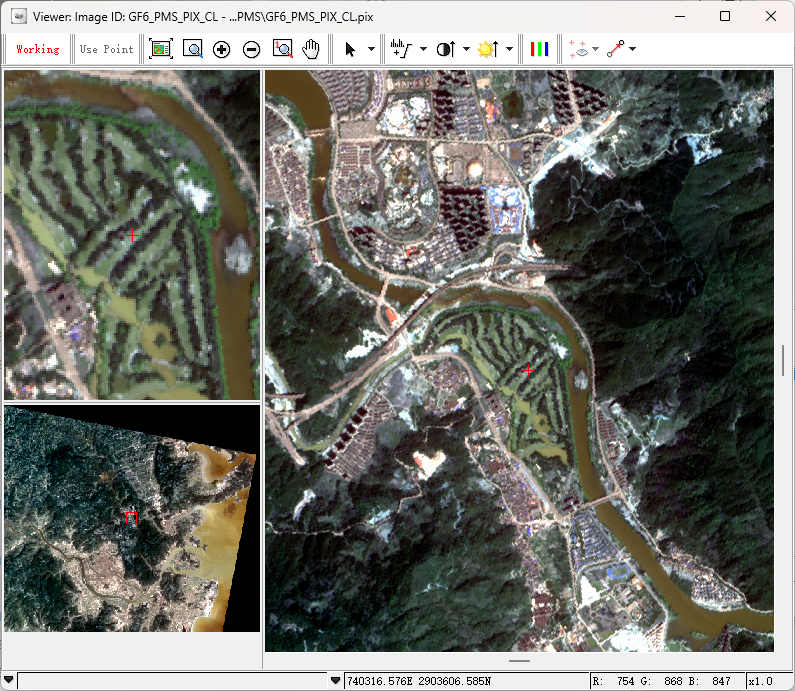 Viewer: Image ID: GF6_PMS_PIX_CL - ...PMS\GF6_PMS_PIX_CL.pix
Working
Use Point
740316.576E 2903606.585N
R: 754 G: 868 B: 847
x1.0